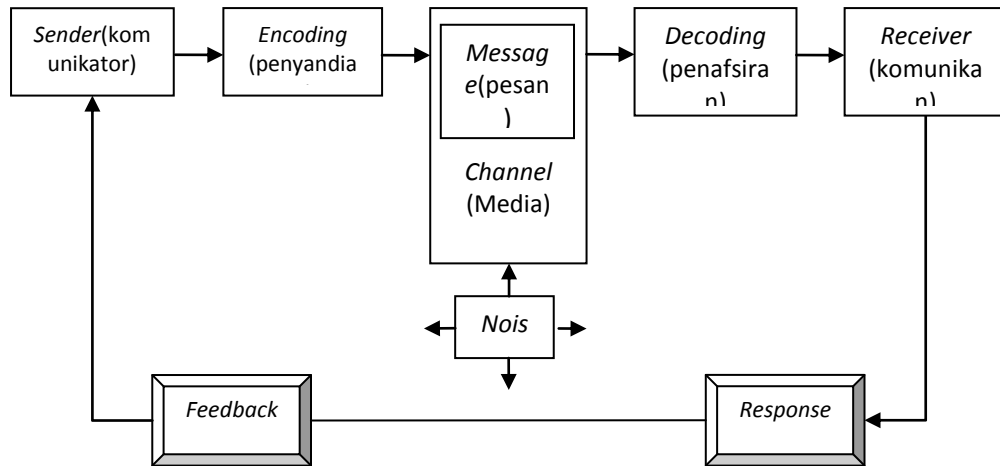 Sender(kom
unikator)
Encoding
(penyandia
Messag
e(pesan
)
Channel
(Media)
Decoding
(penafsira
n)
Receiver
(komunika
n)
Nois
Feedback
Response